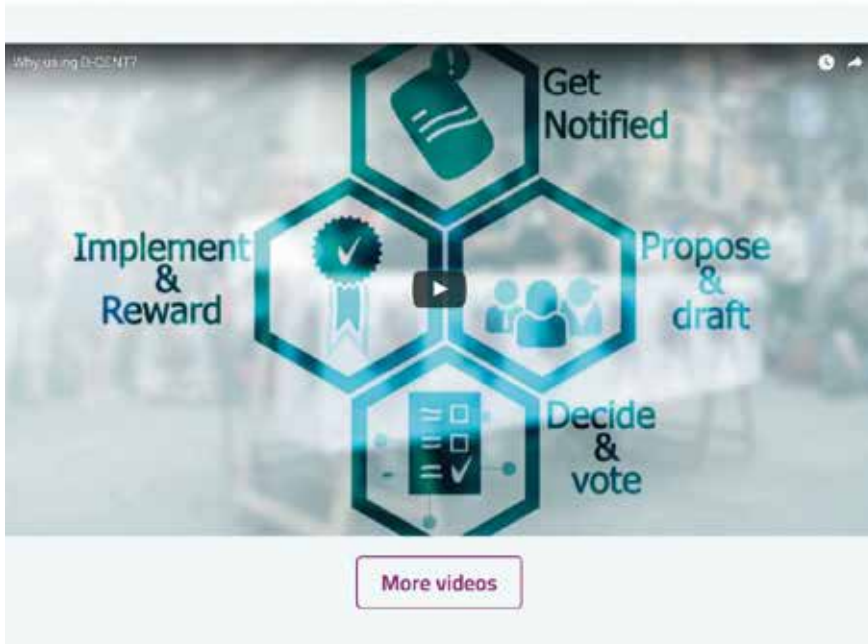 Why using D-CENT?
Get
Notified
Implement
&
Reward
Propose
&
draft
Decide
&
vote
More videos